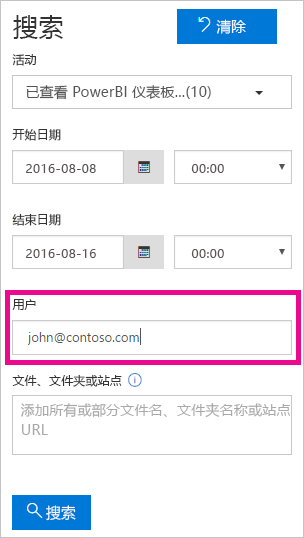 搜索
清除
活动
已查看 PowerBI 仪表板...(10)
开始日期
2016-08-08
00:00
结束日期
2016-08-16
00:00
用户
john@contoso.com
文件、文件夹或站点
添加所有或部分文件名、文件夹名称或站点
URL
搜索